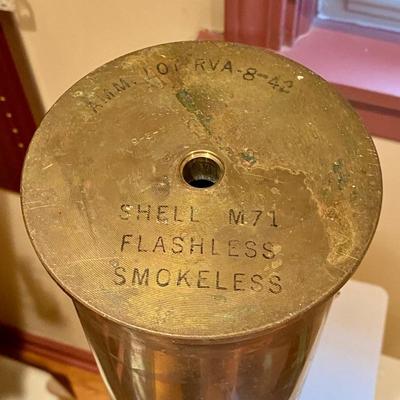 AMM. LOT RVA-8-42
SHELL M71
FLASHLESS
SMOKELESS